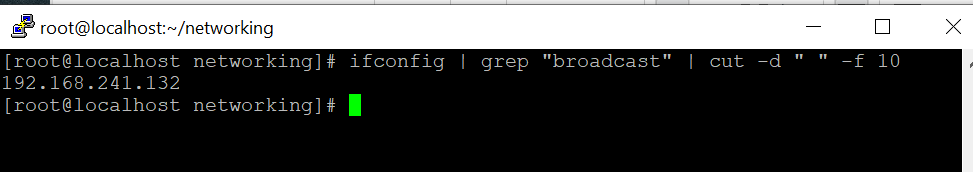 root@localhost:~/networking
[root@localhost networking]# ifconfig | grep "broadcast" | cut -d " " -f 10
192.168.241.132
[root@localhost networking]#